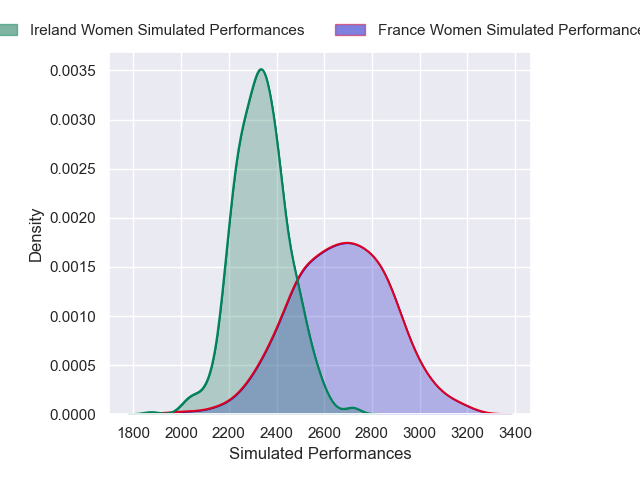 Ireland Women Simulated Performances France Women Simulated Performance
0.0035
0.0030
0.0025
0.0020
0.0015
0.0010
0.0005
0.0000
Density
1800 2000 2200 2400 2600 2800 3000 3200 3400
Simulated Performances